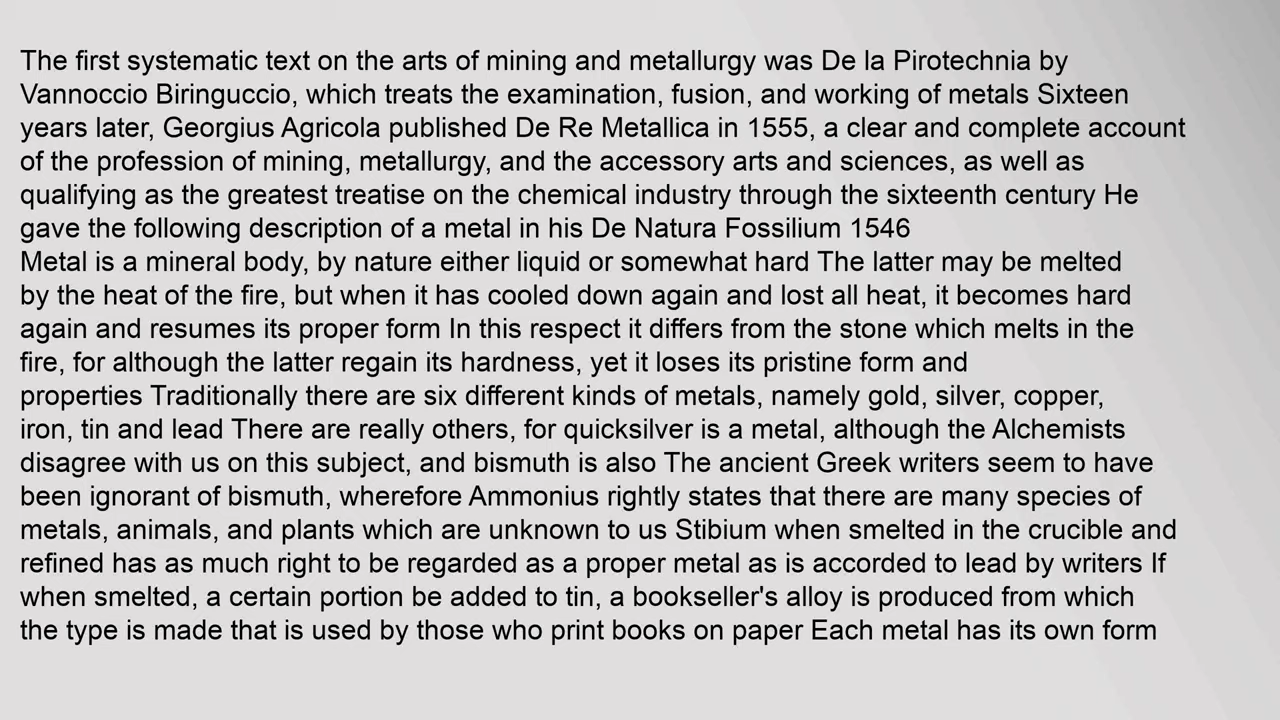 The first systematic text on the arts of mining and metallurgy was De la Pirotechnia by
Vannoccio Biringuccio, which treats the examination, fusion, and working of metals Sixteen
years later, Georgius Agricola published De Re Metallica in 1555, a clear and complete account
of the profession of mining, metallurgy, and the accessory arts and sciences, as well as
qualifying as the greatest treatise on the chemical industry through the sixteenth century He
gave the following description of a metal in his De Natura Fossilium 1546
Metal is a mineral body, by nature either liquid or somewhat hard The latter may be melted
by the heat of the fire, but when it has cooled down again and lost all heat, it becomes hard
again and resumes its proper form In this respect it differs from the stone which melts in the
fire, for although the latter regain its hardness, yet it loses its pristine form and
properties Traditionally there are six different kinds of metals, namely gold, silver, copper,
iron, tin and lead There are really others, for quicksilver is a metal, although the Alchemists
disagree with us on this subject, and bismuth is also The ancient Greek writers seem to have
been ignorant of bismuth, wherefore Ammonius rightly states that there are many species of
metals, animals, and plants which are unknown to us Stibium when smelted in the crucible and
refined has as much right to be regarded as a proper metal as is accorded to lead by writers If
when smelted, a certain portion be added to tin, a bookseller's alloy is produced from which
the type is made that is used by those who print books on paper Each metal has its own form